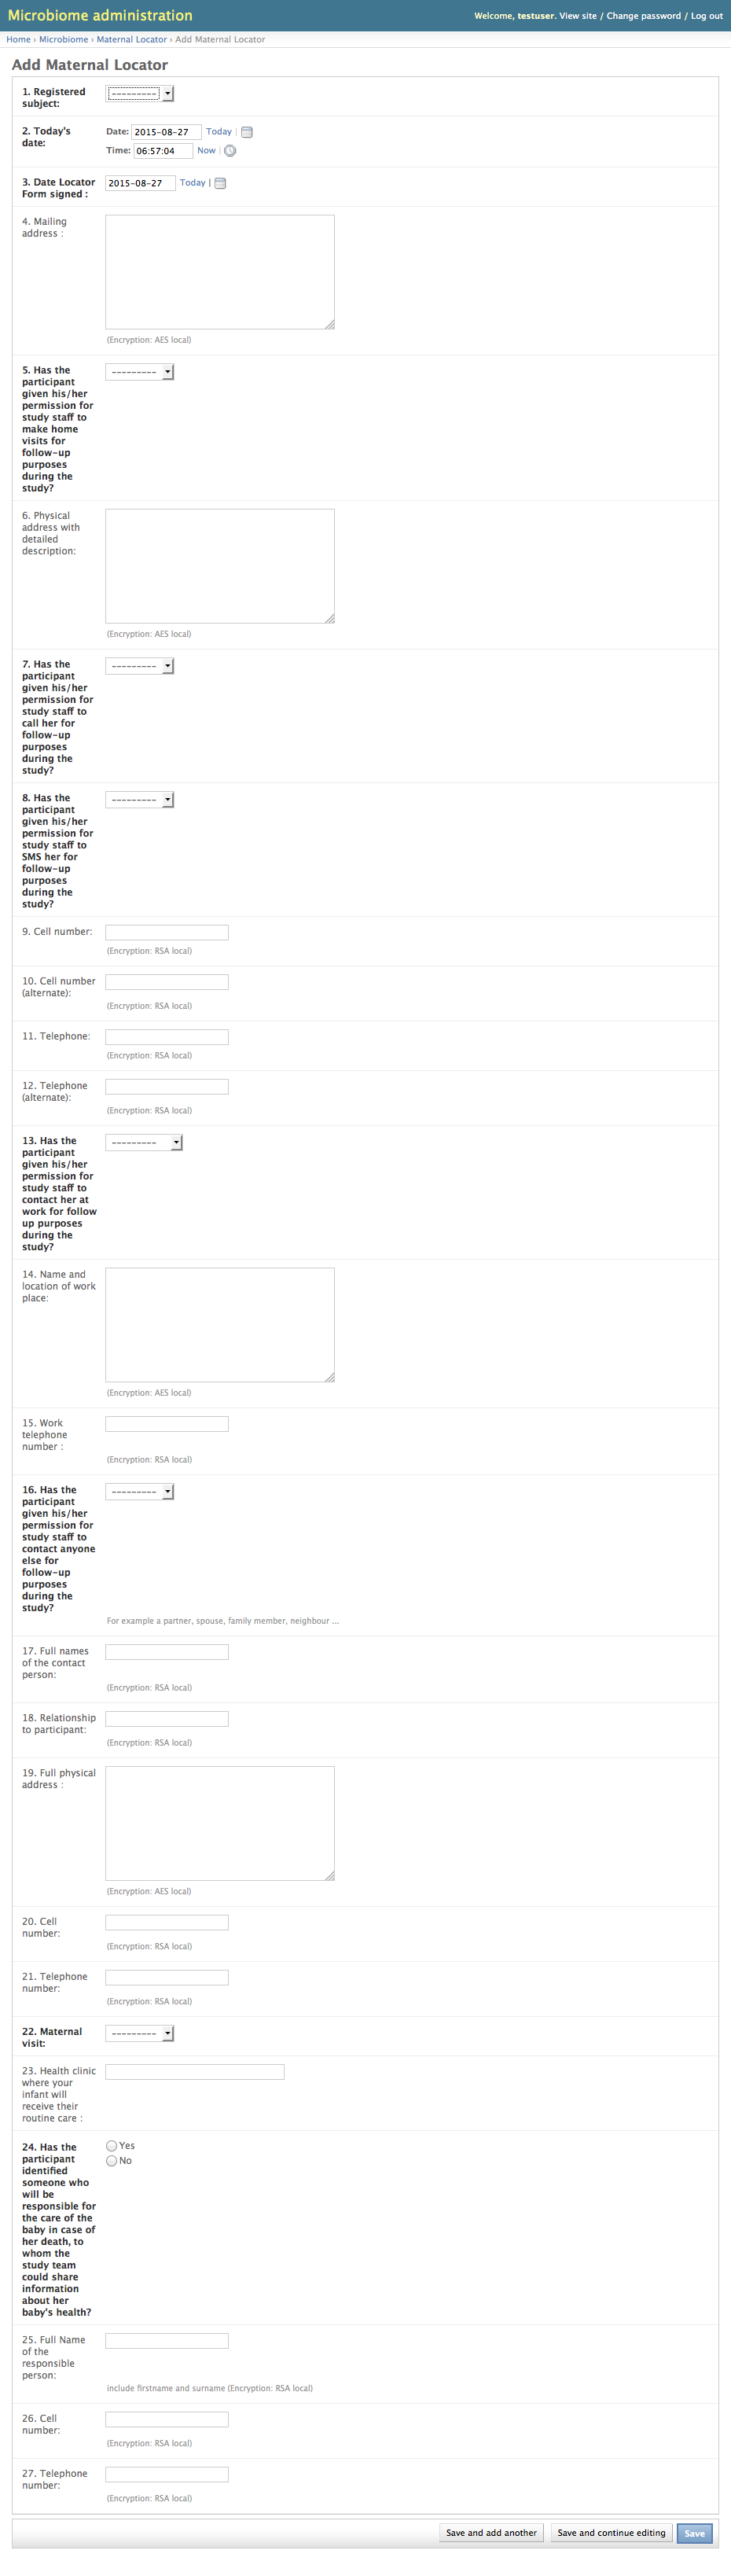 Microbiome administration
Welcome, testuser. View site / Change password / Log out
Home › Microbiome › Maternal Locator › Add Maternal Locator
Add Maternal Locator
1. Registered
subject:
---------
2. Today's
date:
Date: 2015-08-27 Today |
Time: 06:57:04 Now |
3. Date Locator
Form signed :
2015-08-27 Today |
4. Mailing
address :
(Encryption: AES local)
5. Has the
participant
given his/her
permission for
study staff to
make home
visits for
follow-up
purposes
during the
study?
---------
6. Physical
address with
detailed
description:
(Encryption: AES local)
7. Has the
participant
given his/her
permission for
study staff to
call her for
follow-up
purposes
during the
study?
---------
8. Has the
participant
given his/her
permission for
study staff to
SMS her for
follow-up
purposes
during the
study?
---------
9. Cell number:
(Encryption: RSA local)
10. Cell number
(alternate):
(Encryption: RSA local)
11. Telephone:
(Encryption: RSA local)
12. Telephone
(alternate):
(Encryption: RSA local)
13. Has the
participant
given his/her
permission for
study staff to
contact her at
work for follow
up purposes
during the
study?
---------
14. Name and
location of work
place:
(Encryption: AES local)
15. Work
telephone
number :
(Encryption: RSA local)
16. Has the
participant
given his/her
permission for
study staff to
contact anyone
else for
follow-up
purposes
during the
study?
---------
For example a partner, spouse, family member, neighbour ...
17. Full names
of the contact
person:
(Encryption: RSA local)
18. Relationship
to participant:
(Encryption: RSA local)
19. Full physical
address :
(Encryption: AES local)
20. Cell
number:
(Encryption: RSA local)
21. Telephone
number:
(Encryption: RSA local)
22. Maternal
visit:
---------
23. Health clinic
where your
infant will
receive their
routine care :
24. Has the
participant
identified
someone who
will be
responsible for
the care of the
baby in case of
her death, to
whom the
study team
could share
information
about her
baby's health?
Yes
No
25. Full Name
of the
responsible
person:
include firstname and surname (Encryption: RSA local)
26. Cell
number:
(Encryption: RSA local)
27. Telephone
number:
(Encryption: RSA local)
Save and add another
Save and continue editing
Save